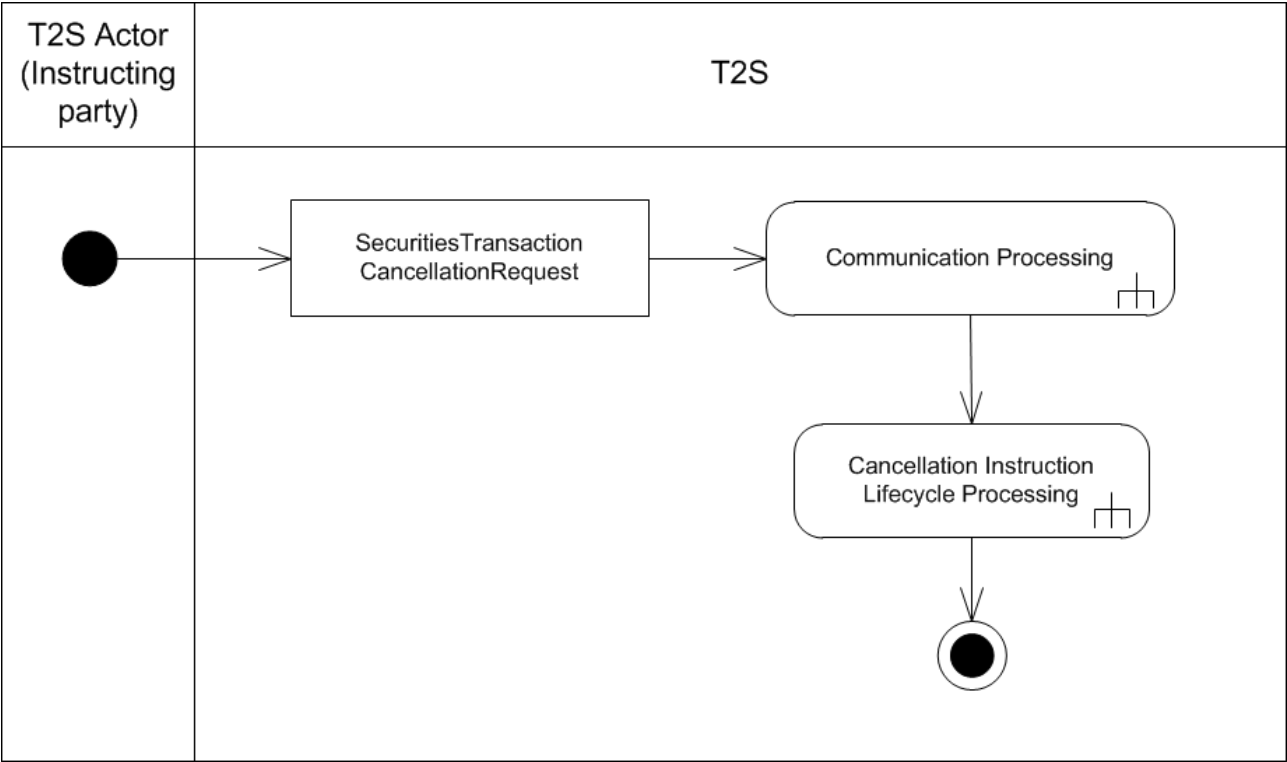 T2S Actor
(Instructing
party)
T2S
SecuritiesTransaction
CancellationRequest
Communication Processing
Cancellation Instruction
Lifecycle Processing